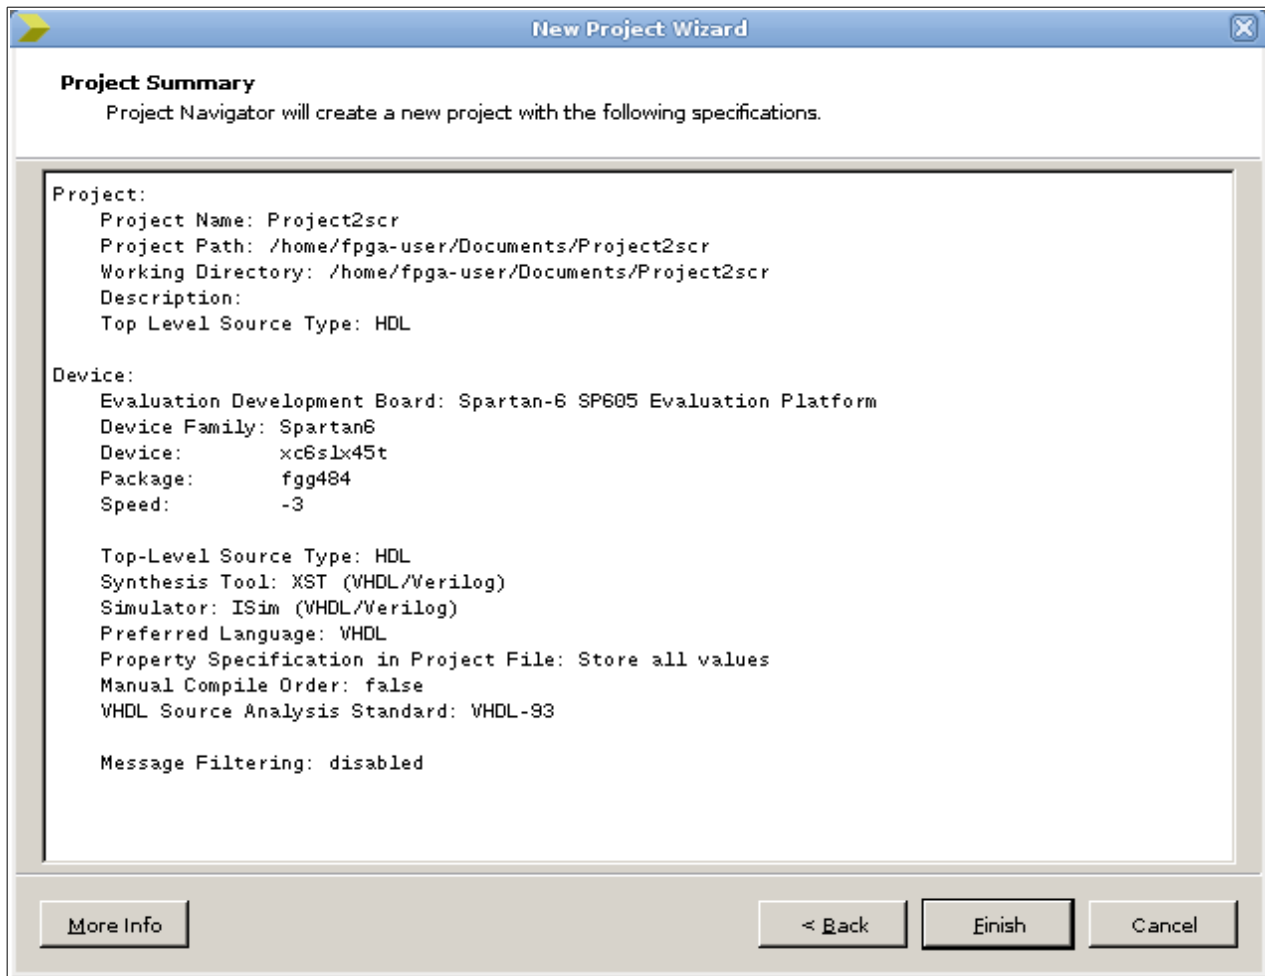 New Project Wizard
Project Summary
Project Navigator will create a new project with the following specifications.
Project:
Project Name: Project2scr
Project Path: /home/fpga-user/Documents/Project2scr
Working Directory: /home/fpga-user/Documents/Project2scr
Description:
Top Level Source Type: HDL
Device:
Evaluation Development Board: Spartan-6 SP605 Evaluation Platform
Device Family: Spartan6
Device: xc6slx45t
Package: fgg484
Speed: -3
Top-Level Source Type: HDL
Synthesis Tool: XST (VHDL/Verilog)
Simulator: ISim (VHDL/Verilog)
Preferred Language: VHDL
Property Specification in Project File: Store all values
Manual Compile Order: false
VHDL Source Analysis Standard: VHDL-93
Message Filtering: disabled
More Info < Back Finish Cancel